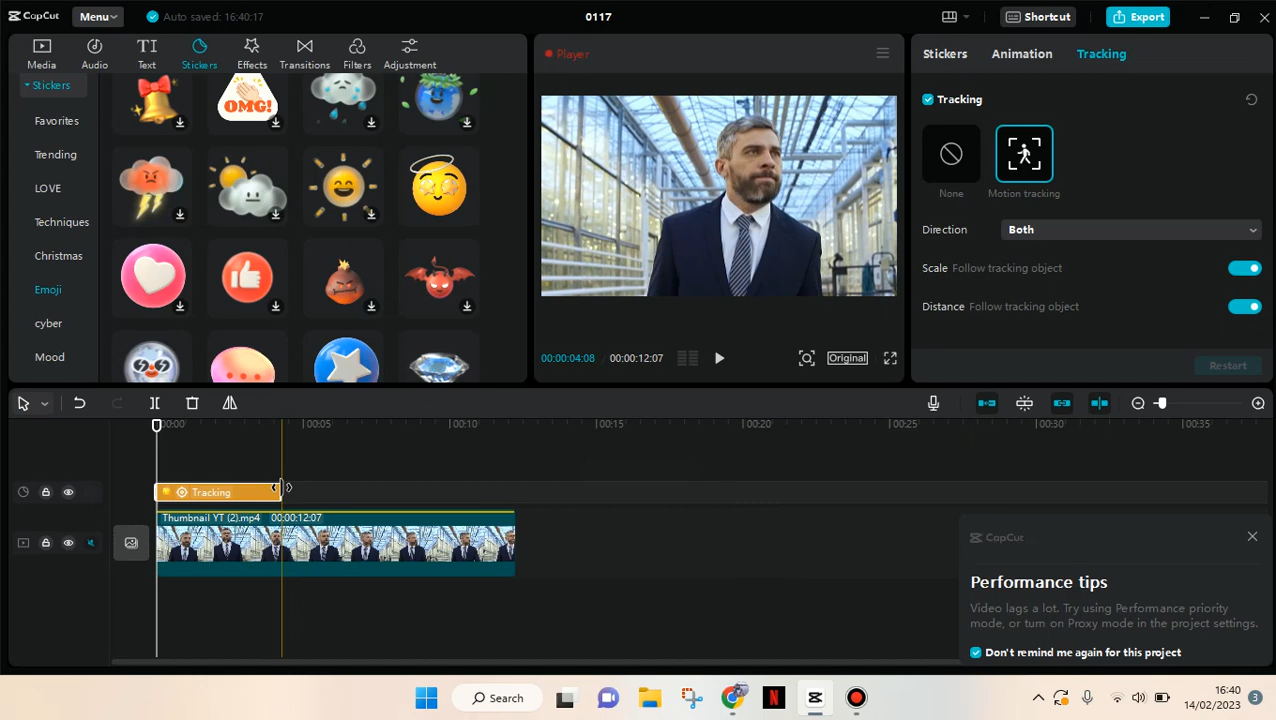 CapCut
Menu
Auto saved: 16:40:17
0117
Shortcut
Export
Media
Audio
Text
Stickers
Effects
Transitions
Filters
Adjustment
Stickers
Favorites
Trending
LOVE
Techniques
Christmas
Emoji
cyber
Mood
OMG!
Player
00:00:04:08 / 00:00:12:07
Original
Stickers
Animation
Tracking
Tracking
None
Motion tracking
Direction
Both
Scale Follow tracking object
Distance Follow tracking object
Restart
00:00
00:05
00:10
00:15
00:20
00:25
00:30
00:35
Tracking
Thumbnail YT (2).mp4 00:00:12:07
CapCut
Performance tips
Video lags a lot. Try using Performance priority
mode, or turn on Proxy mode in the project settings.
Don't remind me again for this project
Search
16:40
14/02/2023
3